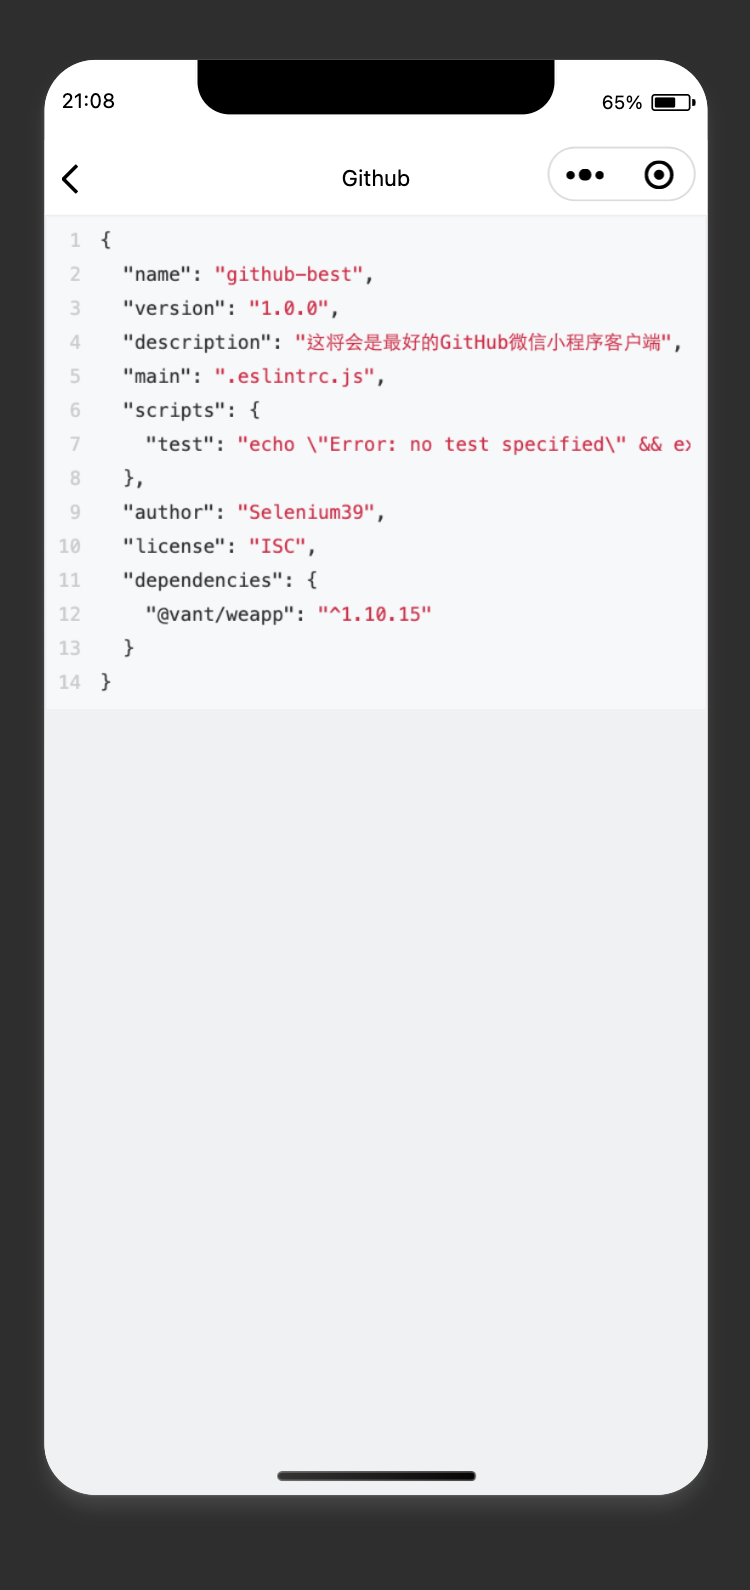 21:08
65%
Github
1 {
2   "name": "github-best",
3   "version": "1.0.0",
4   "description": "这将会是最好的GitHub微信小程序客户端",
5   "main": ".eslintrc.js",
6   "scripts": {
7     "test": "echo \"Error: no test specified\" &&
8   },
9   "author": "Selenium39",
10   "license": "ISC",
11   "dependencies": {
12     "@vant/weapp": "^1.10.15"
13   }
14 }